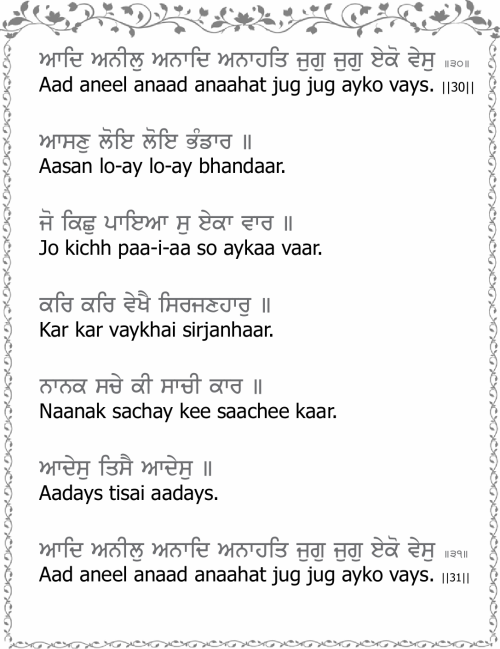 ਆਦਿ ਅਨੀਲੁ ਅਨਾਦਿ ਅਨਾਹਤਿ ਜੁਗੁ ਜੁਗੁ ਏਕੋ ਵੇਸੁ ॥੩੦॥
Aad aneel anaad anaahat jug jug ayko vays. ||30||
ਆਸਣੁ ਲੋਇ ਲੋਇ ਭੰਡਾਰ ॥
Aasan lo-ay lo-ay bhandaar.
ਜੋ ਕਿਛੁ ਪਾਇਆ ਸੁ ਏਕਾ ਵਾਰ ॥
Jo kichh paa-i-aa so aykaa vaar.
ਕਰਿ ਕਰਿ ਵੇਖੈ ਸਿਰਜਣਹਾਰੁ ॥
Kar kar vaykhai sirjanhaar.
ਨਾਨਕ ਸਚੇ ਕੀ ਸਾਚੀ ਕਾਰ ॥
Naanak sachay kee saachee kaar.
ਆਦੇਸੁ ਤਿਸੈ ਆਦੇਸੁ ॥
Aadays tisai aadays.
ਆਦਿ ਅਨੀਲੁ ਅਨਾਦਿ ਅਨਾਹਤਿ ਜੁਗੁ ਜੁਗੁ ਏਕੋ ਵੇਸੁ ॥੩੧॥
Aad aneel anaad anaahat jug jug ayko vays. ||31||